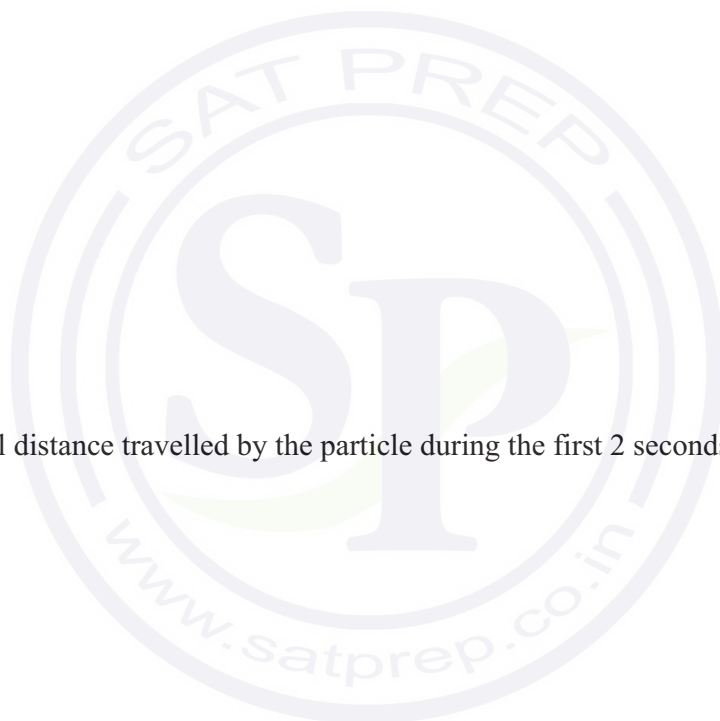 SAT PREP
SP
l distance travelled by the particle during the first 2 seconds
www.satprep.co.in